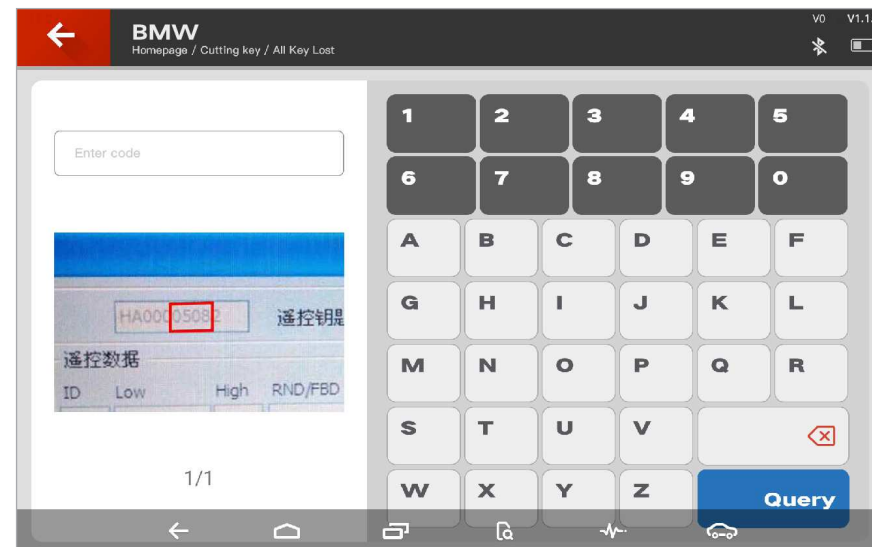 BMW
Homepage / Cutting key / All Key Lost
V0 V1.1.
Enter code
HA00005082 遥控钥
遥控数据
ID Low High RND/FBD
1/1
1 2 3 4 5
6 7 8 9 0
A B C D E F
G H I J K L
M N O P Q R
S T U V
W X Y Z Query